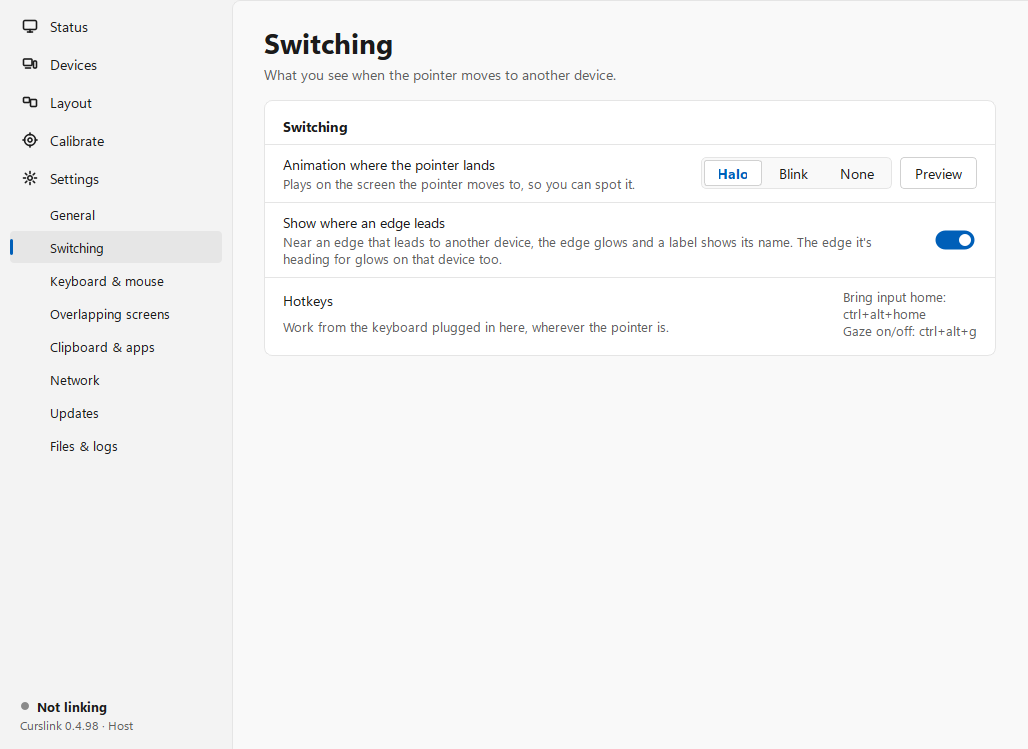 Status
Devices
Layout
Calibrate
Settings
General
Switching
Keyboard & mouse
Overlapping screens
Clipboard & apps
Network
Updates
Files & logs
Not linking
Curslink 0.4.98 · Host
Switching
What you see when the pointer moves to another device.
Switching
Animation where the pointer lands
Plays on the screen the pointer moves to, so you can spot it.
Halo Blink None Preview
Show where an edge leads
Near an edge that leads to another device, the edge glows and a label shows its name. The edge it's
heading for glows on that device too.
Hotkeys
Work from the keyboard plugged in here, wherever the pointer is.
Bring input home:
ctrl+alt+home
Gaze on/off: ctrl+alt+g